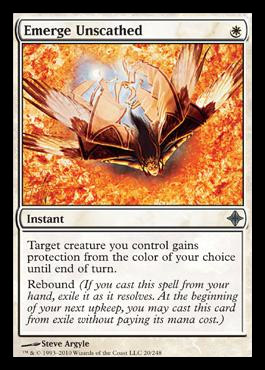 Emerge Unscathed
Instant
Target creature you control gains
protection from the color of your choice
until end of turn.
Rebound (If you cast this spell from your
hand, exile it as it resolves. At the beginning
of your next upkeep, you may cast this
card from exile without paying its mana cost.)
Steve Argyle
™ & © 1993–2010 Wizards of the Coast LLC 20/248